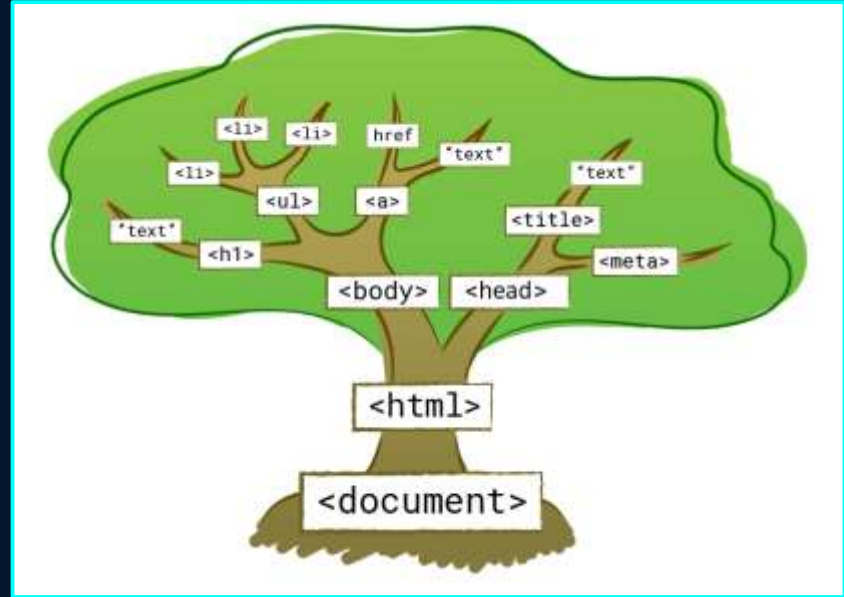 <li>
<li>
href
"text"
<li>
"text"
<ul>
<a>
<title>
"text"
<h1>
<meta>
<body>
<head>
<html>
<document>